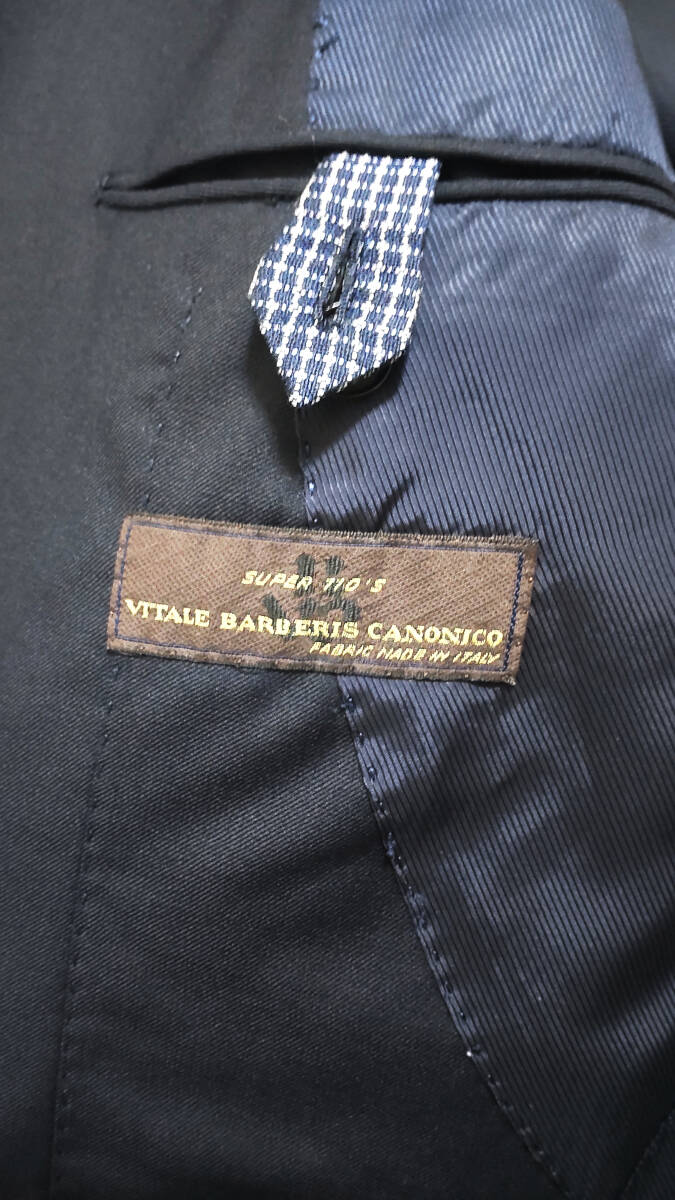 SUPER 110'S
VITALE BARBERIS CANONICO
FABRIC MADE IN ITALY